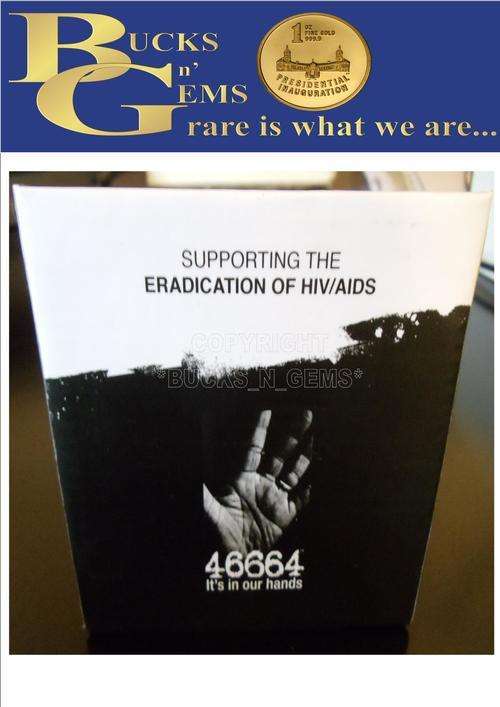 BUCKS
n'
GEMS
rare is what we are...
1 OZ
FINE GOLD
999.9
PRESIDENTIAL
INAUGURATION
SUPPORTING THE
ERADICATION OF HIV/AIDS
COPYRIGHT
*BUCKS_N_GEMS*
46664
It's in our hands